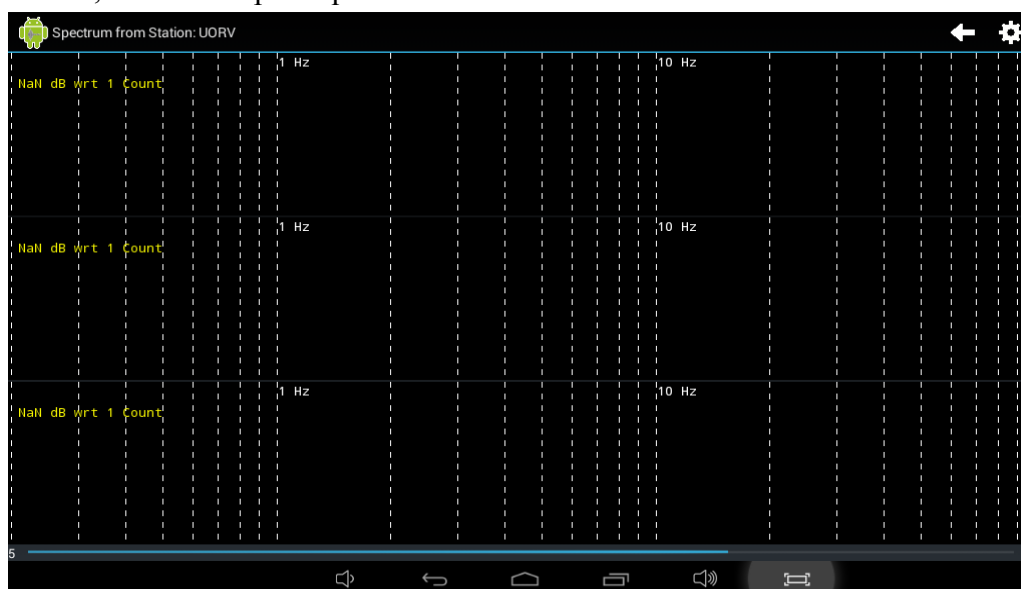 Spectrum from Station: UORV
1 Hz 10 Hz
NaN dB wrt 1 Count
1 Hz 10 Hz
NaN dB wrt 1 Count
1 Hz 10 Hz
NaN dB wrt 1 Count
5